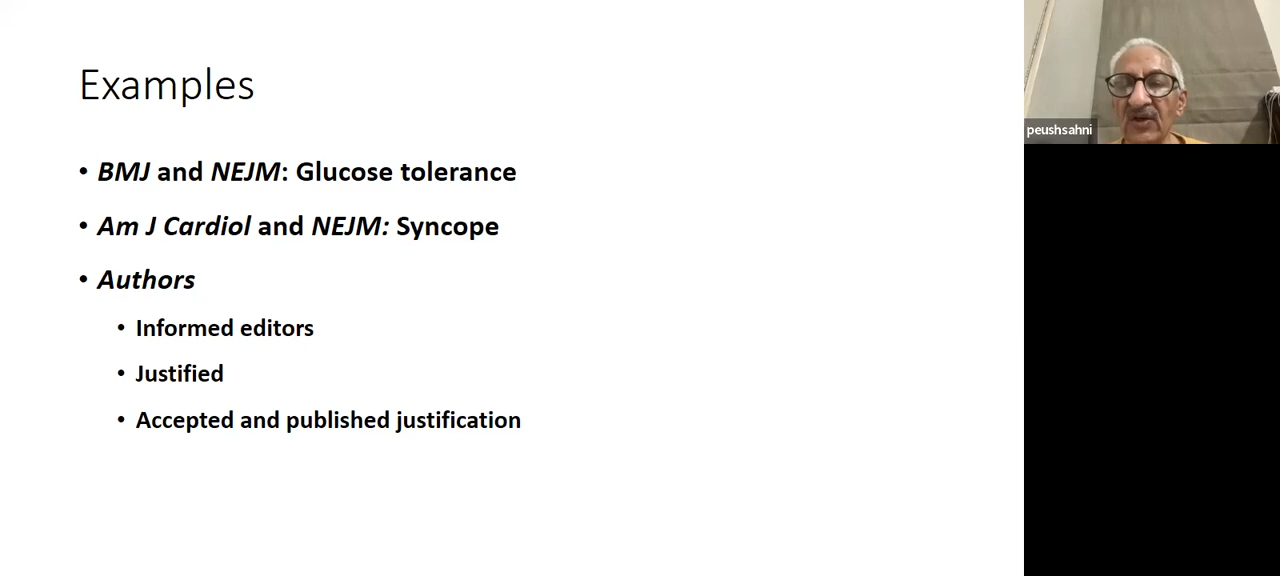 Examples
• BMJ and NEJM: Glucose tolerance
• Am J Cardiol and NEJM: Syncope
• Authors
• Informed editors
• Justified
• Accepted and published justification
peushsahni